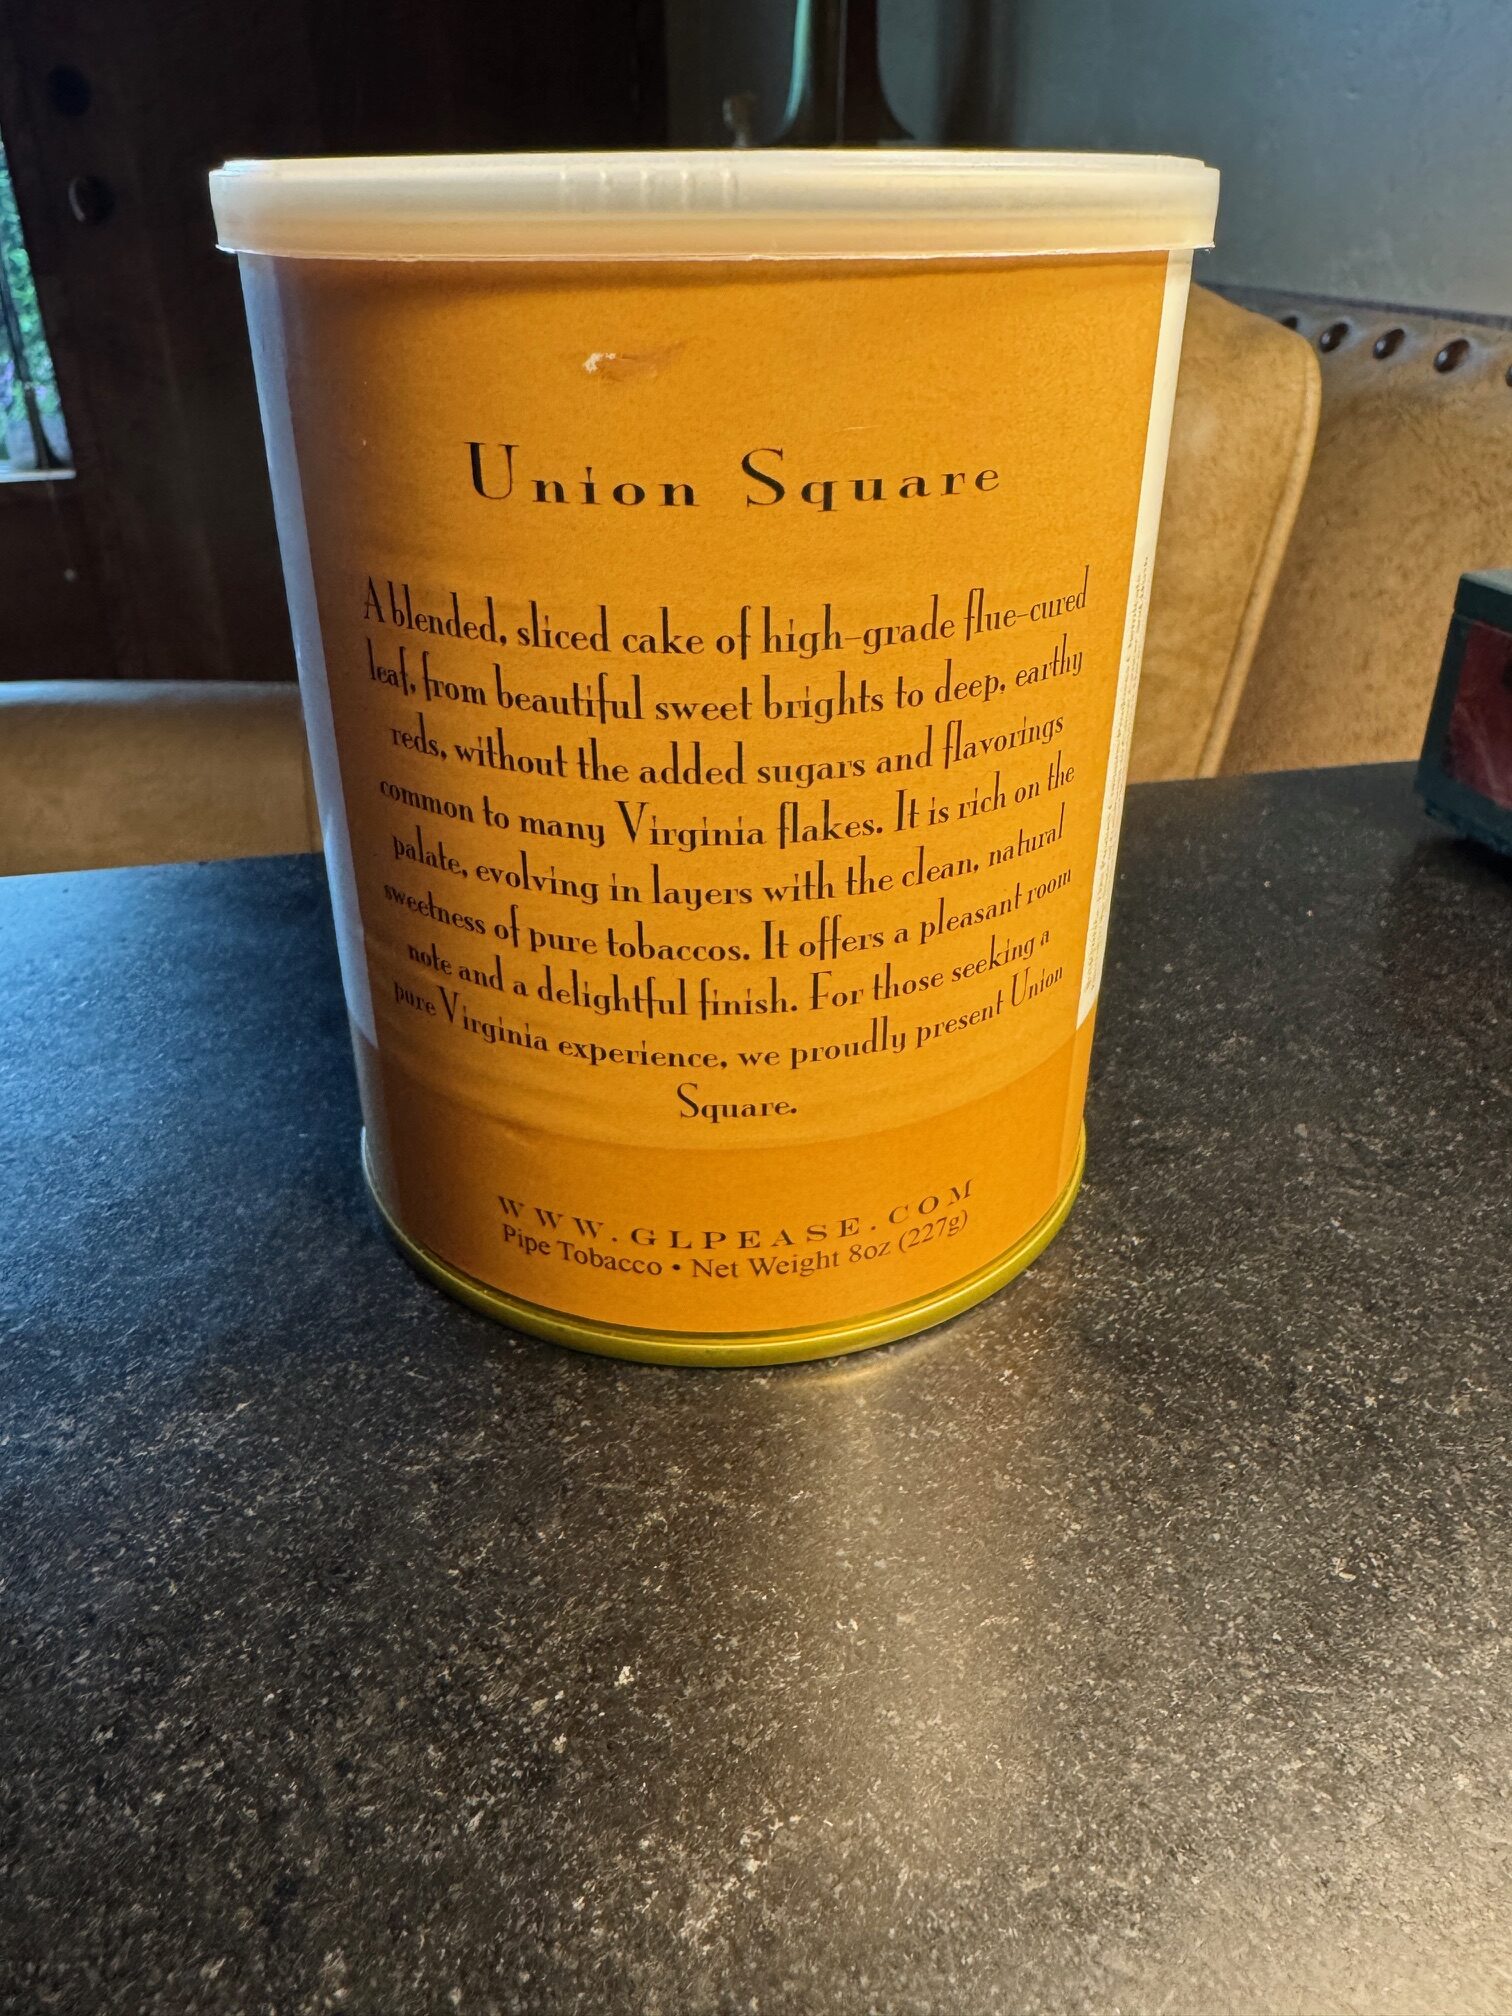 Union Square
A blended, sliced cake of high-grade flue-cured
leaf, from beautiful sweet brights to deep, earthy
reds, without the added sugars and flavorings
common to many Virginia flakes. It is rich on the
palate, evolving in layers with the clean, natural
sweetness of pure tobaccos. It offers a pleasant room
note and a delightful finish. For those seeking a
pure Virginia experience, we proudly present Union
Square.
WWW.GLPEASE.COM
Pipe Tobacco • Net Weight 8oz (227g)